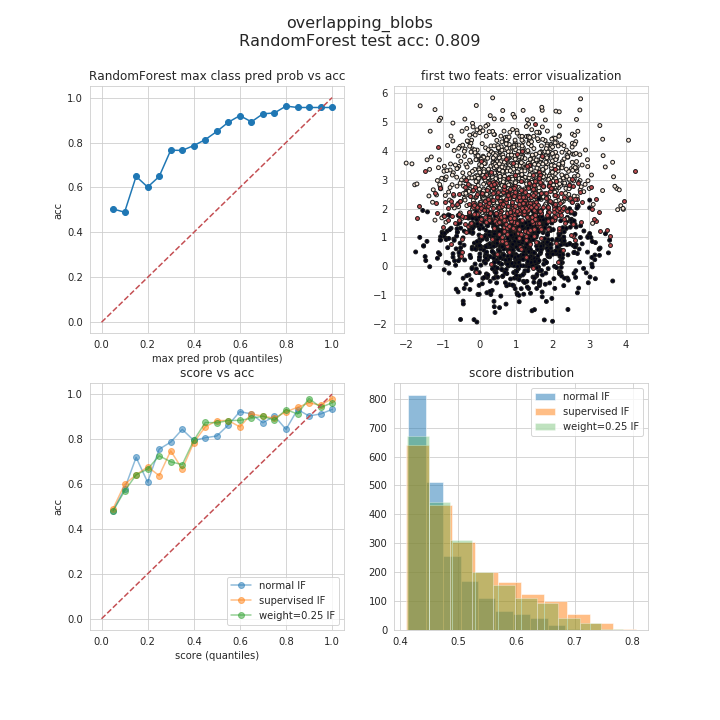 overlapping_blobs
RandomForest test acc: 0.809
RandomForest max class pred prob vs acc
1.0
0.8
0.6
0.4
0.2
0.0
acc
0.0 0.2 0.4 0.6 0.8 1.0
max pred prob (quantiles)
first two feats: error visualization
6
5
4
3
2
1
0
−1
−2
−2 −1 0 1 2 3 4
score vs acc
1.0
0.8
0.6
0.4
0.2
0.0
acc
normal IF
supervised IF
weight=0.25 IF
0.0 0.2 0.4 0.6 0.8 1.0
score (quantiles)
score distribution
normal IF
supervised IF
weight=0.25 IF
800
700
600
500
400
300
200
100
0
0.4 0.5 0.6 0.7 0.8